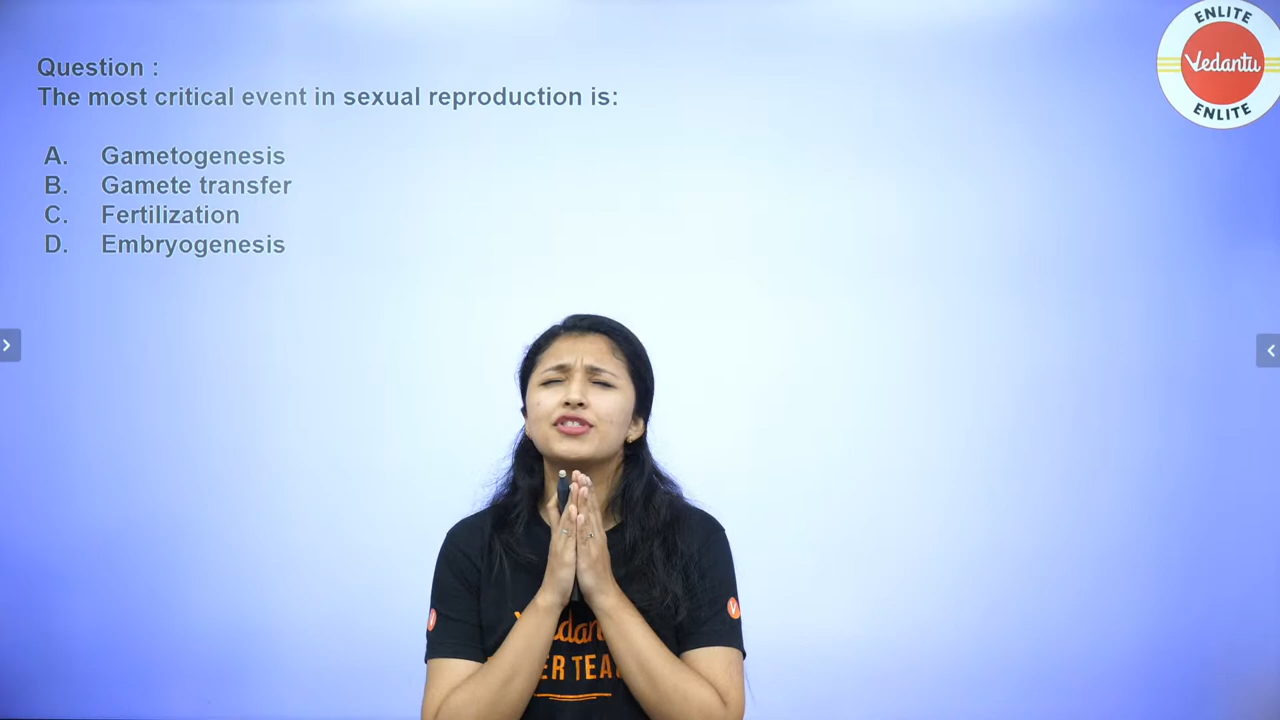 Question :
The most critical event in sexual reproduction is:
A. Gametogenesis
B. Gamete transfer
C. Fertilization
D. Embryogenesis
ENLITE
Vedantu
ENLITE
V
V